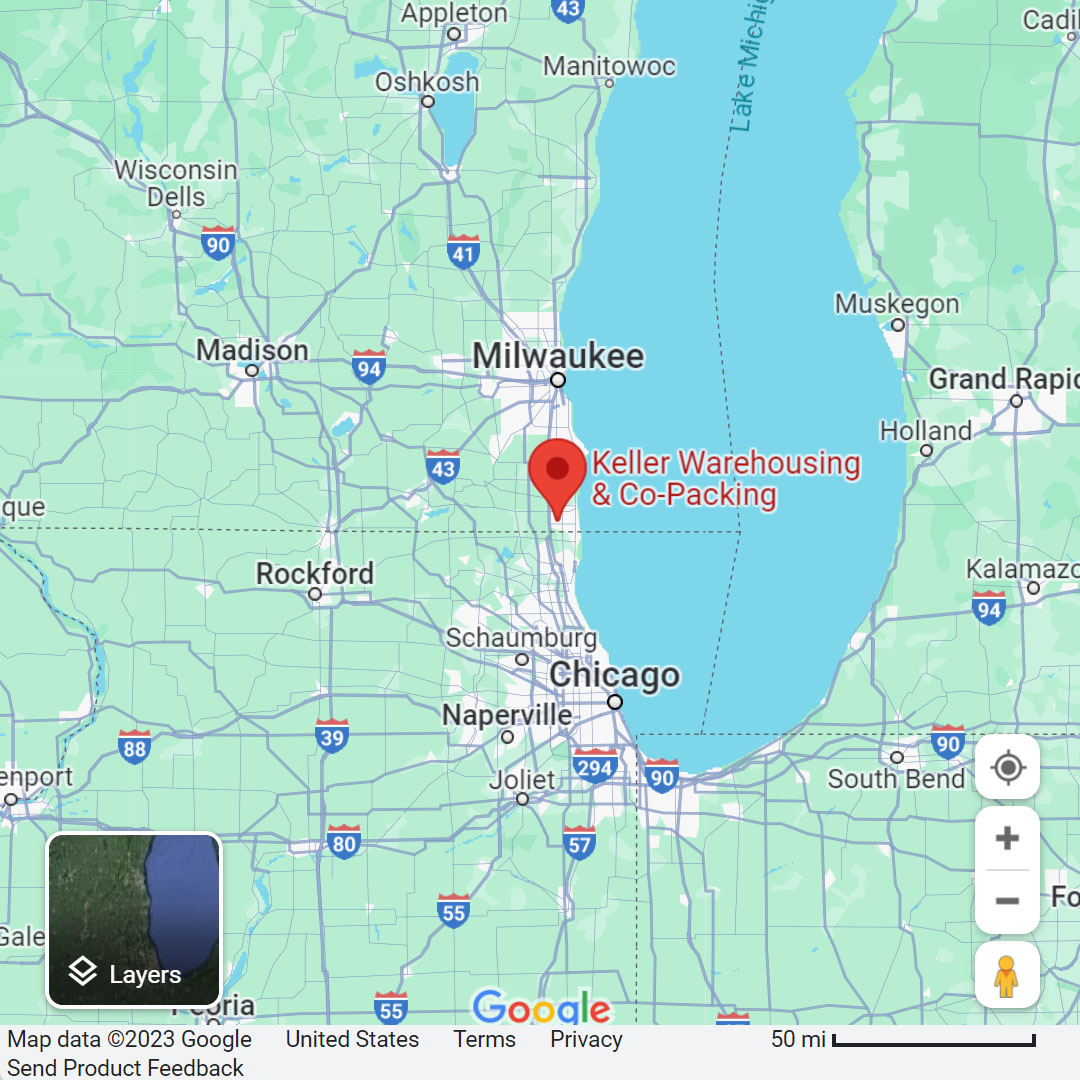 Appleton
43
Cadil
Lake Michig
Manitowoc
Oshkosh
Wisconsin
Dells
90
41
Muskegon
Madison
94
Milwaukee
Grand Rapid
Holland
43
Keller Warehousing
& Co-Packing
que
Rockford
Kalamazo
94
Schaumburg
Chicago
Naperville
88
39
294
90
90
enport
Joliet
South Bend
80
57
Fo
55
Gale
Layers
Peoria
55
Google
Map data ©2023 Google United States Terms Privacy 50 mi
Send Product Feedback